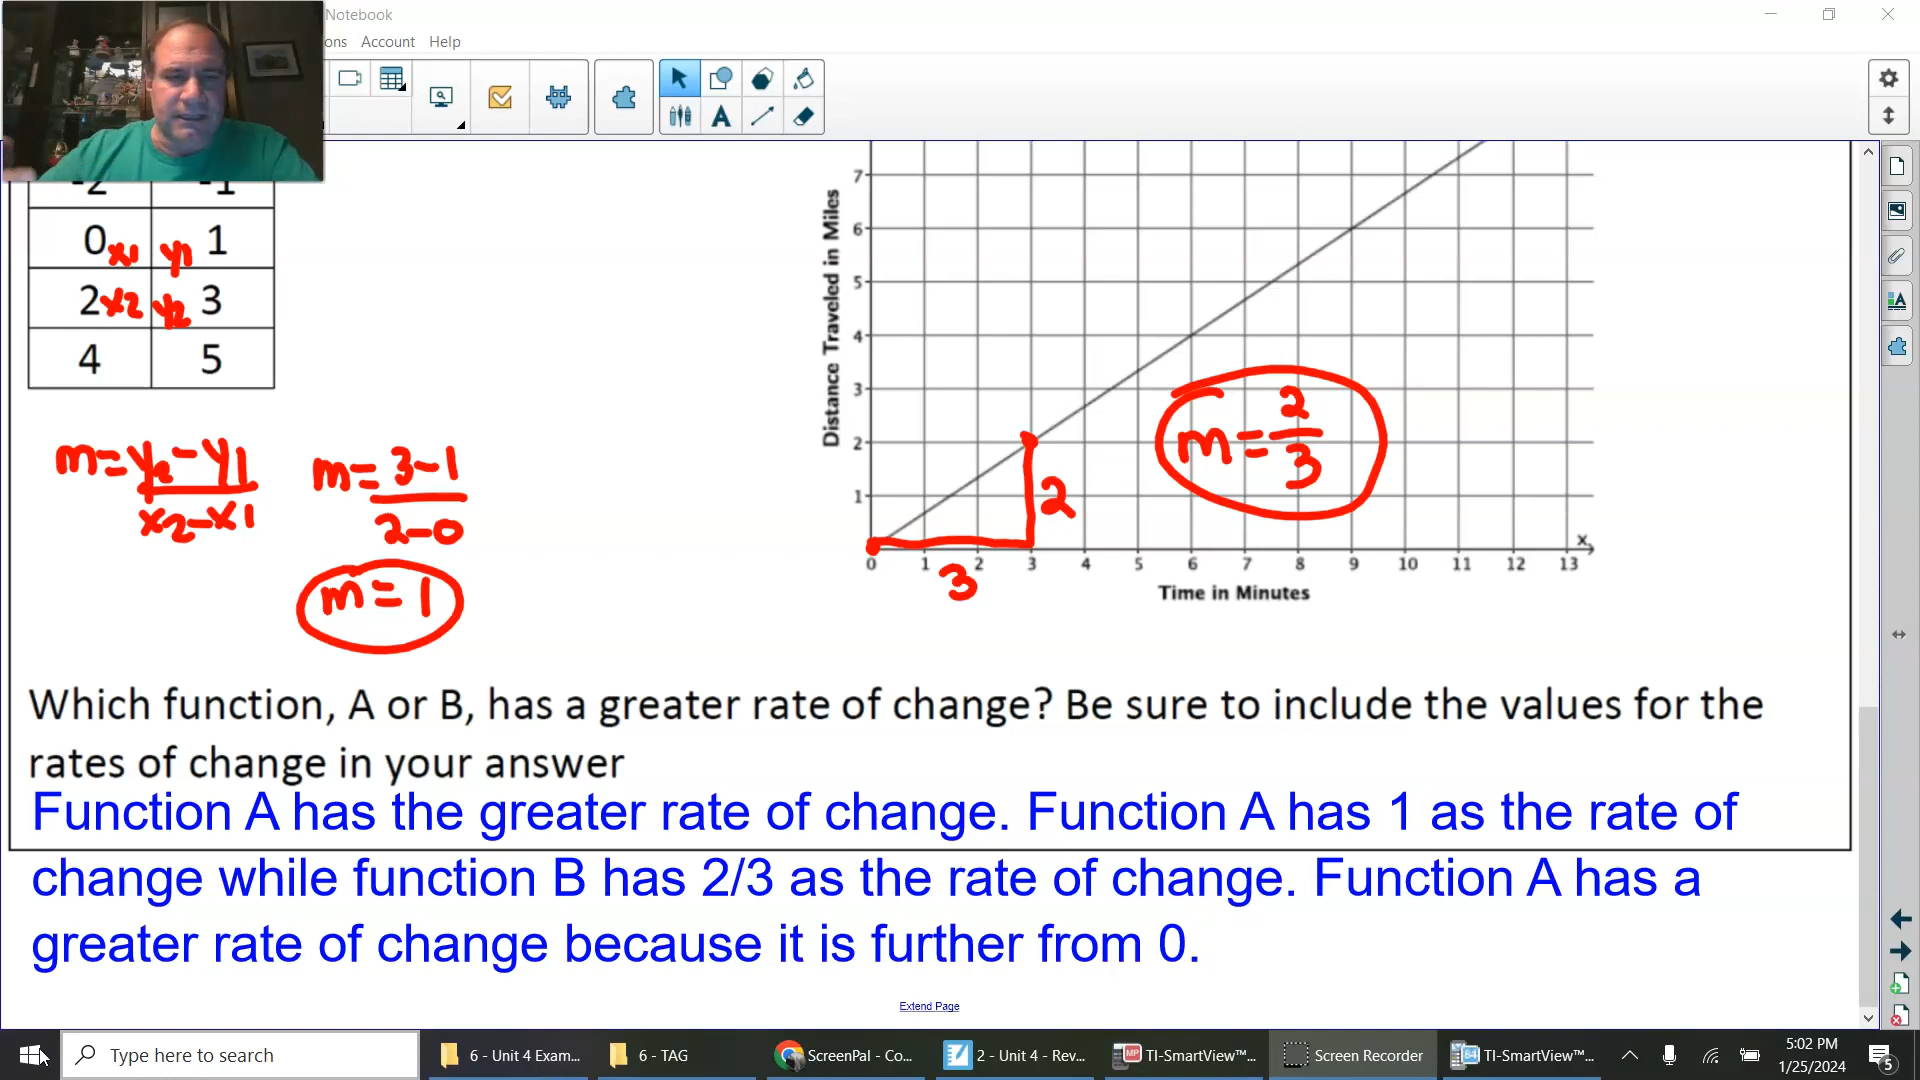 Notebook
ons Account Help
-2 -1
0 x1 y1 1
2 x2 y2 3
4 5
m=y2-y1
x2-x1
m=3-1
2-0
m=1
Distance Traveled in Miles
7
6
5
4
3
2
1
m=2
3
2
x
0 1 2 3 4 5 6 7 8 9 10 11 12 13
3
Time in Minutes
Which function, A or B, has a greater rate of change? Be sure to include the values for the
rates of change in your answer
Function A has the greater rate of change. Function A has 1 as the rate of
change while function B has 2/3 as the rate of change. Function A has a
greater rate of change because it is further from 0.
Extend Page
Type here to search
6 - Unit 4 Exam...
6 - TAG
ScreenPal - Co...
2 - Unit 4 - Rev...
TI-SmartView™...
Screen Recorder
TI-SmartView™...
5:02 PM
1/25/2024
5